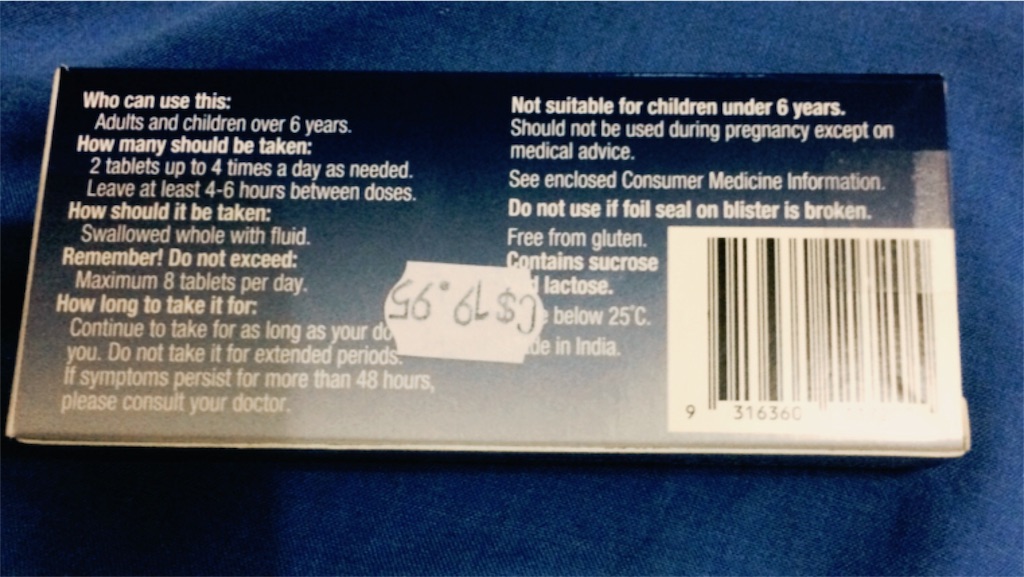 Who can use this:
Adults and children over 6 years.
How many should be taken:
2 tablets up to 4 times a day as needed.
Leave at least 4-6 hours between doses.
How should it be taken:
Swallowed whole with fluid.
Remember! Do not exceed:
Maximum 8 tablets per day.
How long to take it for:
Continue to take for as long as your
you. Do not take it for extended periods.
If symptoms persist for more than 48 hours,
please consult your doctor.
Not suitable for children under 6 years.
Should not be used during pregnancy except on
medical advice.
See enclosed Consumer Medicine Information.
Do not use if foil seal on blister is broken.
Free from gluten.
Contains sucrose
lactose.
below 25°C.
in India.
C$19.95
9 316360